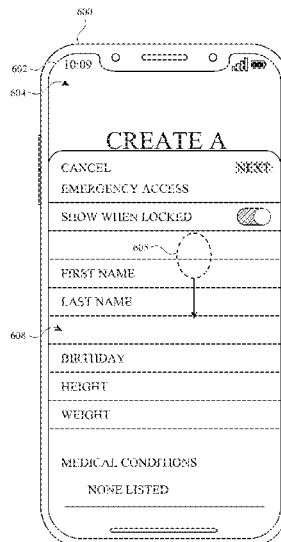 600
602
10:09
604
CREATE A
CANCEL NEXT
EMERGENCY ACCESS
SHOW WHEN LOCKED
605
FIRST NAME
LAST NAME
608
BIRTHDAY
HEIGHT
WEIGHT
MEDICAL CONDITIONS
NONE LISTED